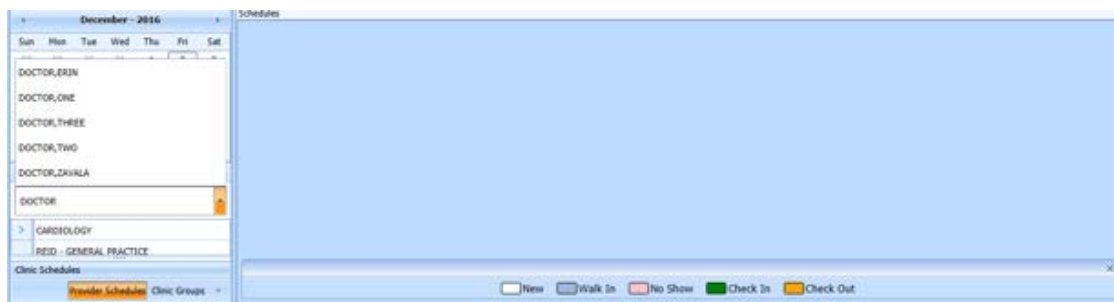 December - 2016
Schedules
Sun Mon Tue Wed Thu Fri Sat
DOCTOR,ERIN
DOCTOR,ONE
DOCTOR,THREE
DOCTOR,TWO
DOCTOR,ZAVALA
DOCTOR
CARDIOLOGY
REID - GENERAL PRACTICE
Clinic Schedules
Provider Schedules Clinic Groups
New Walk In No Show Check In Check Out